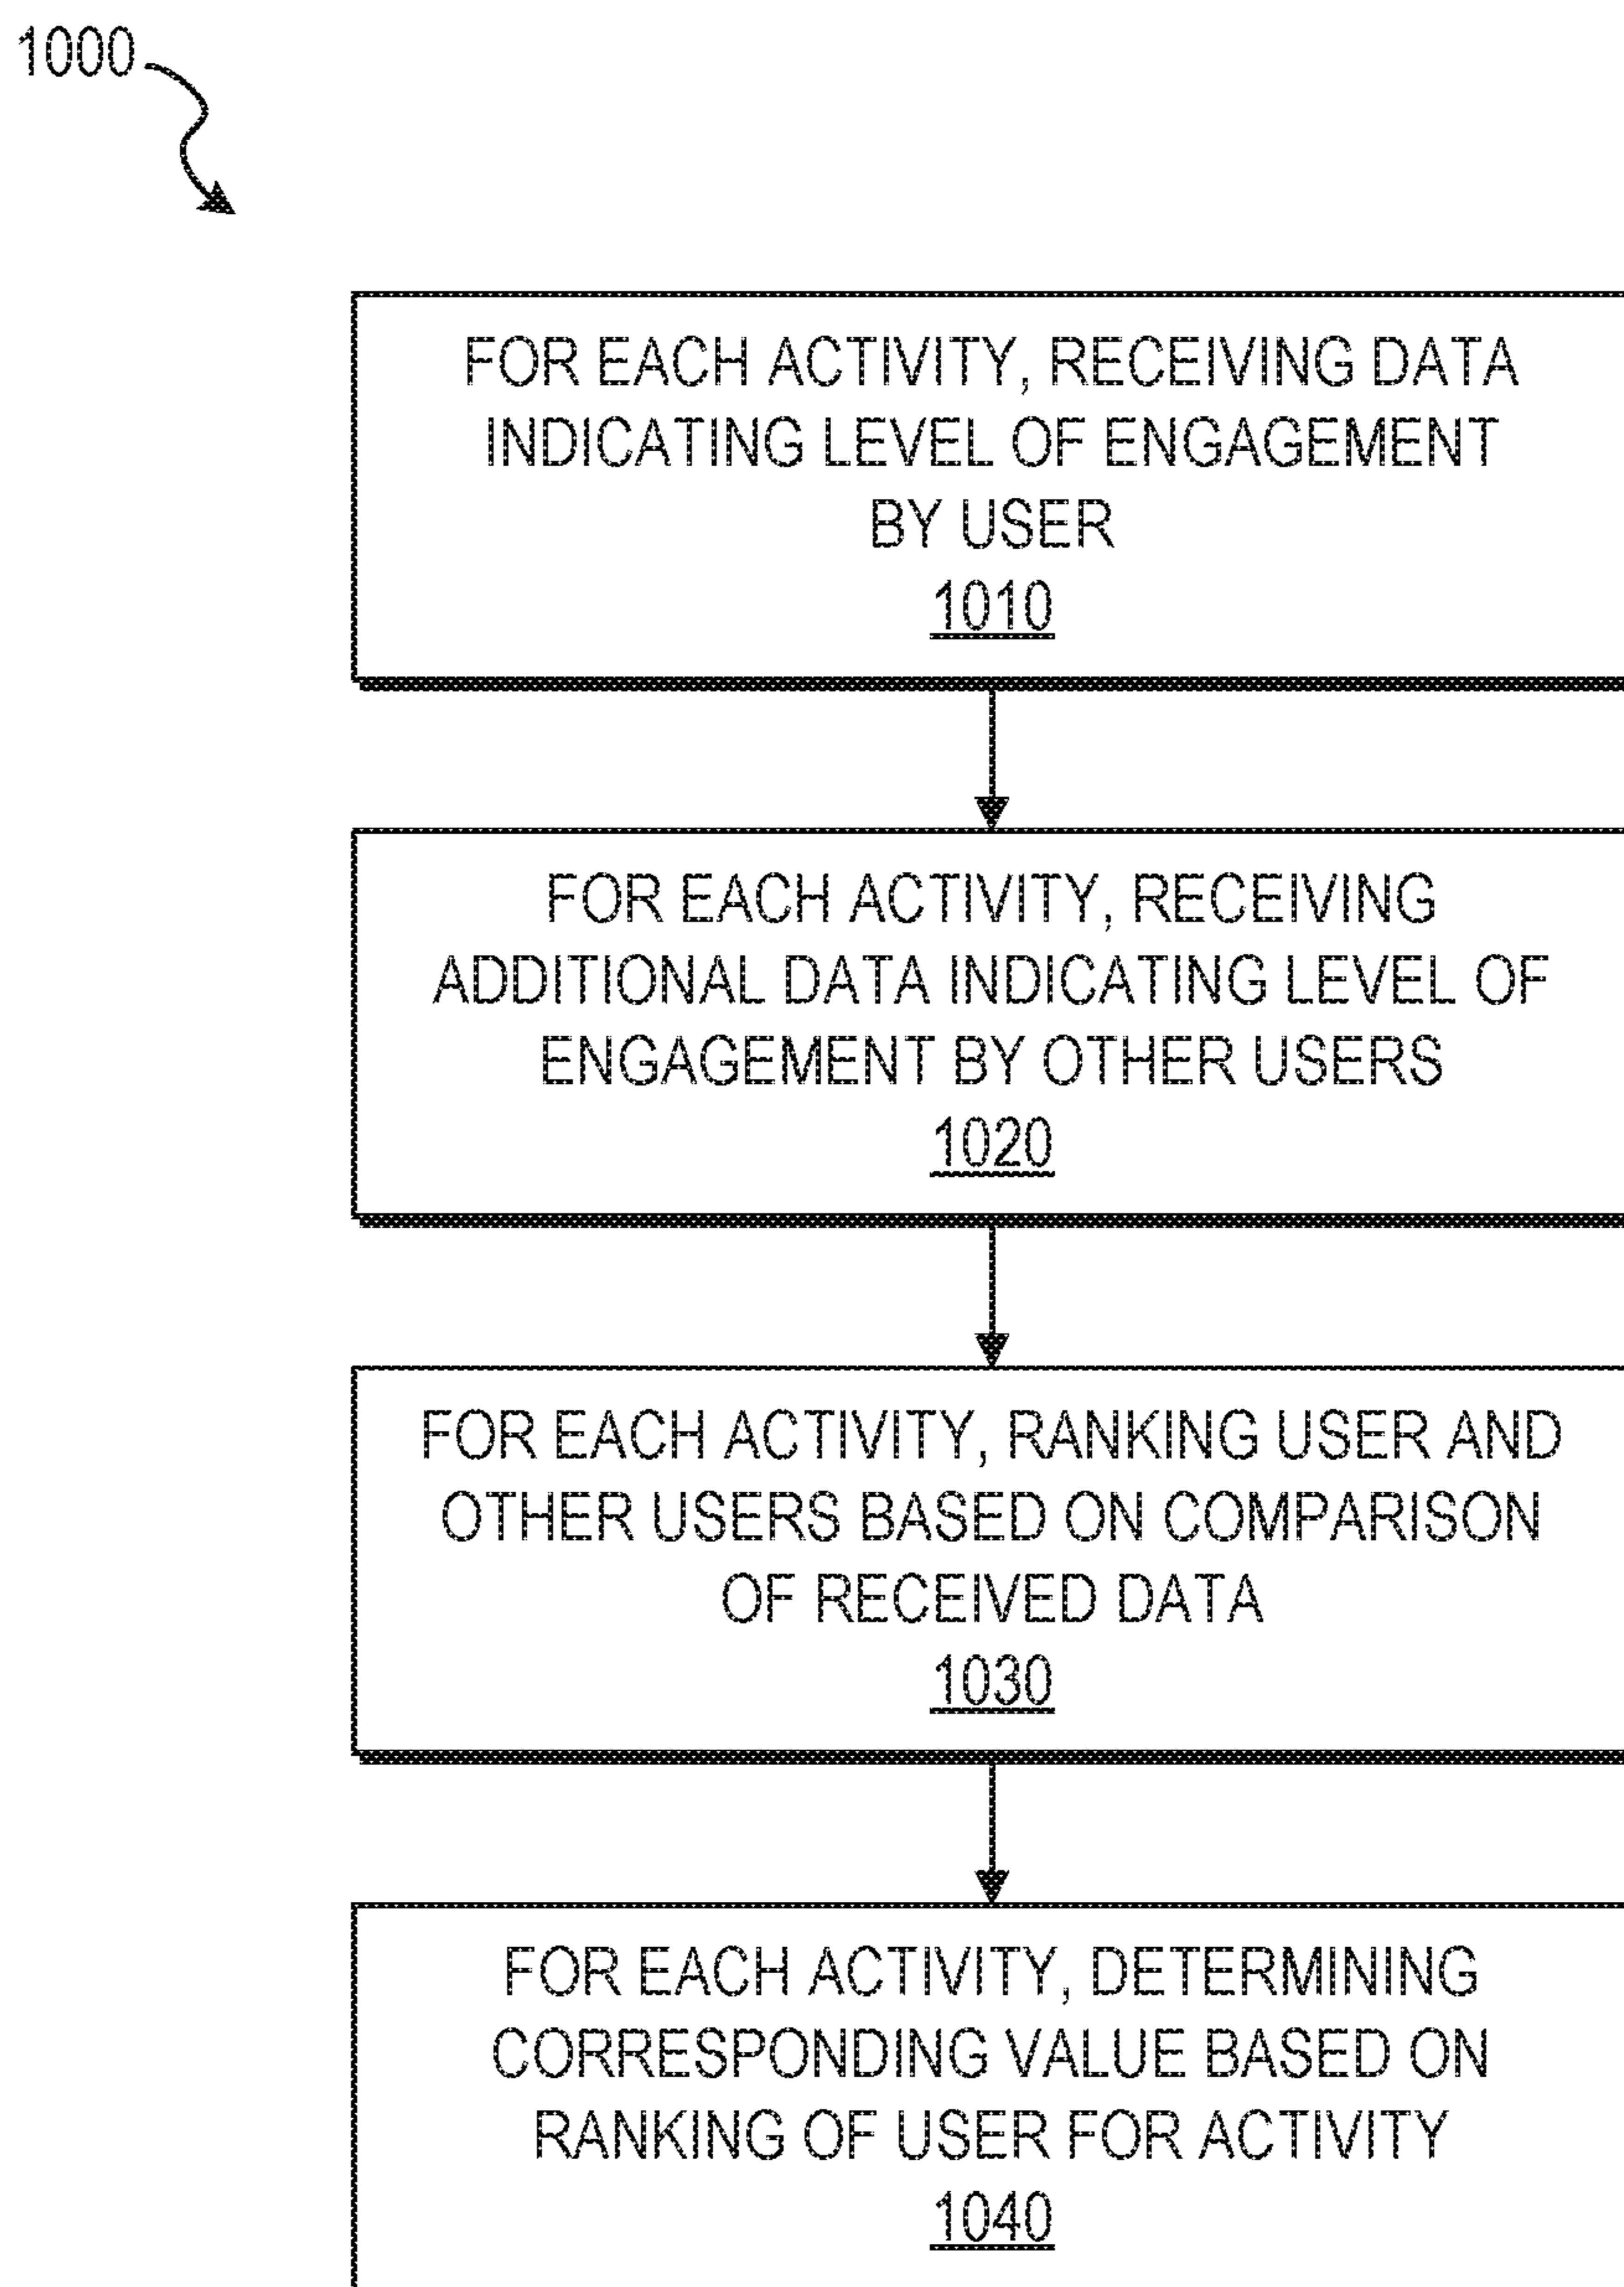 1000
FOR EACH ACTIVITY, RECEIVING DATA
INDICATING LEVEL OF ENGAGEMENT
BY USER
1010
FOR EACH ACTIVITY, RECEIVING
ADDITIONAL DATA INDICATING LEVEL OF
ENGAGEMENT BY OTHER USERS
1020
FOR EACH ACTIVITY, RANKING USER AND
OTHER USERS BASED ON COMPARISON
OF RECEIVED DATA
1030
FOR EACH ACTIVITY, DETERMINING
CORRESPONDING VALUE BASED ON
RANKING OF USER FOR ACTIVITY
1040